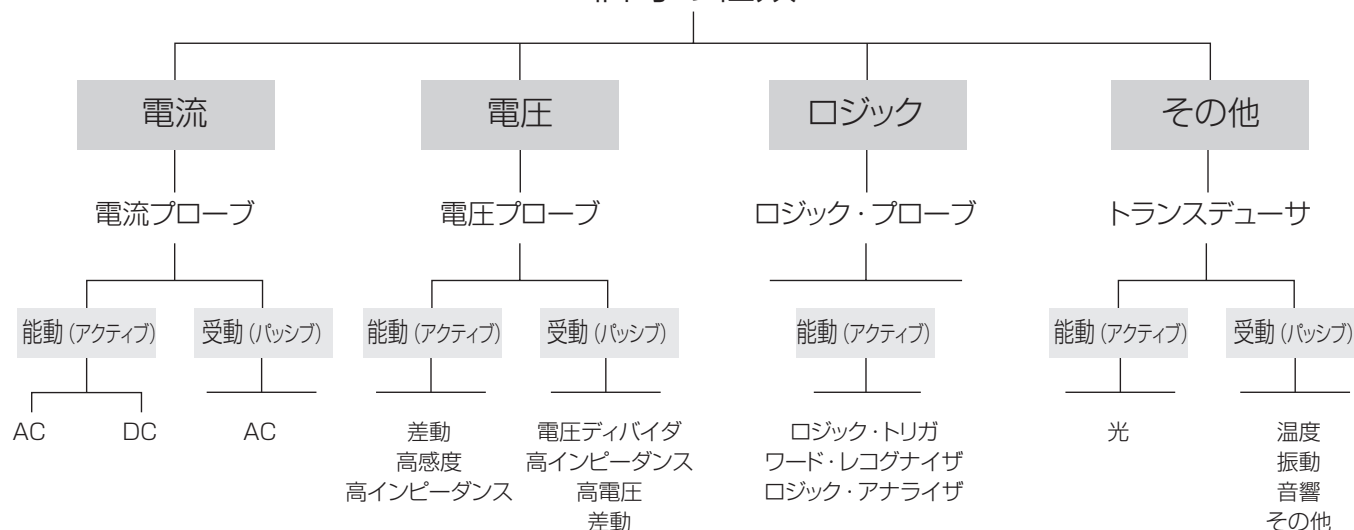 電流
電圧
ロジック
その他
電流プローブ
電圧プローブ
ロジック・プローブ
トランスデューサ
能動(アクティブ)
受動(パッシブ)
能動(アクティブ)
受動(パッシブ)
能動(アクティブ)
能動(アクティブ)
受動(パッシブ)
AC
DC
AC
差動
高感度
高インピーダンス
電圧ディバイダ
高インピーダンス
高電圧
差動
ロジック・トリガ
ワード・レコグナイザ
ロジック・アナライザ
光
温度
振動
音響
その他